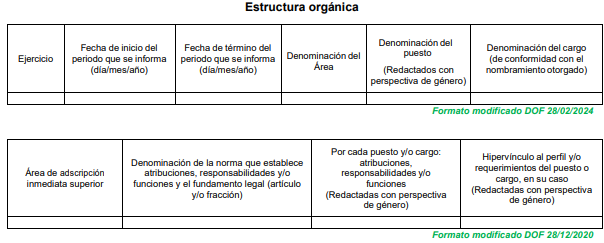 Estructura orgánica
Ejercicio
Fecha de inicio del
periodo que se informa
(día/mes/año)
Fecha de término del
periodo que se informa
(día/mes/año)
Denominación del
Área
Denominación del
puesto
(Redactados con
perspectiva de género)
Denominación del cargo
(de conformidad con el
nombramiento otorgado)
Formato modificado DOF 28/02/2024
Área de adscripción
inmediata superior
Denominación de la norma que establece
atribuciones, responsabilidades y/o
funciones y el fundamento legal (artículo
y/o fracción)
Por cada puesto y/o cargo:
atribuciones,
responsabilidades y/o
funciones
(Redactadas con perspectiva
de género)
Hipervínculo al perfil y/o
requerimientos del puesto o
cargo, en su caso
(Redactadas con perspectiva
de género)
Formato modificado DOF 28/12/2020